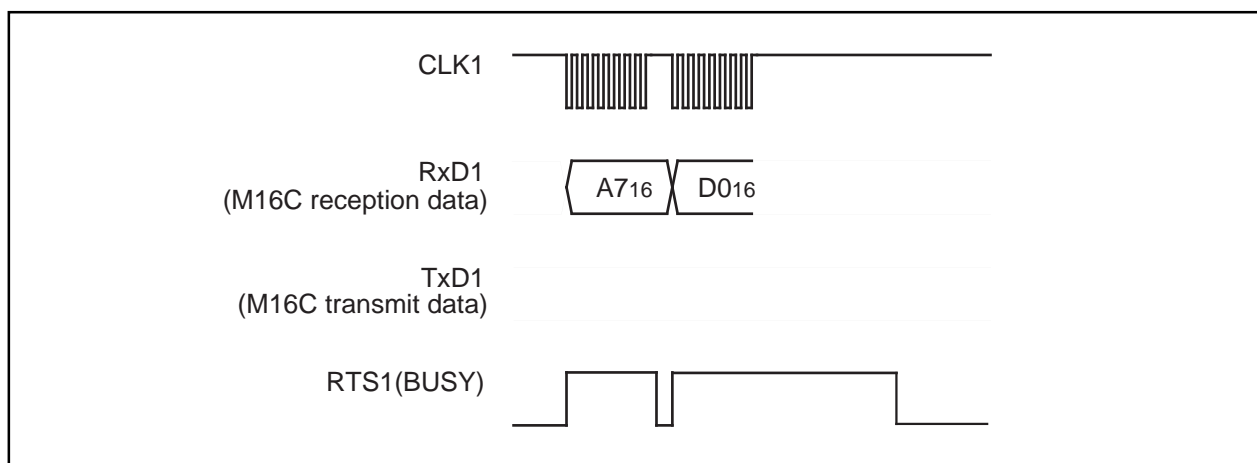 CLK1
RxD1
(M16C reception data)
A716
D016
TxD1
(M16C transmit data)
RTS1(BUSY)